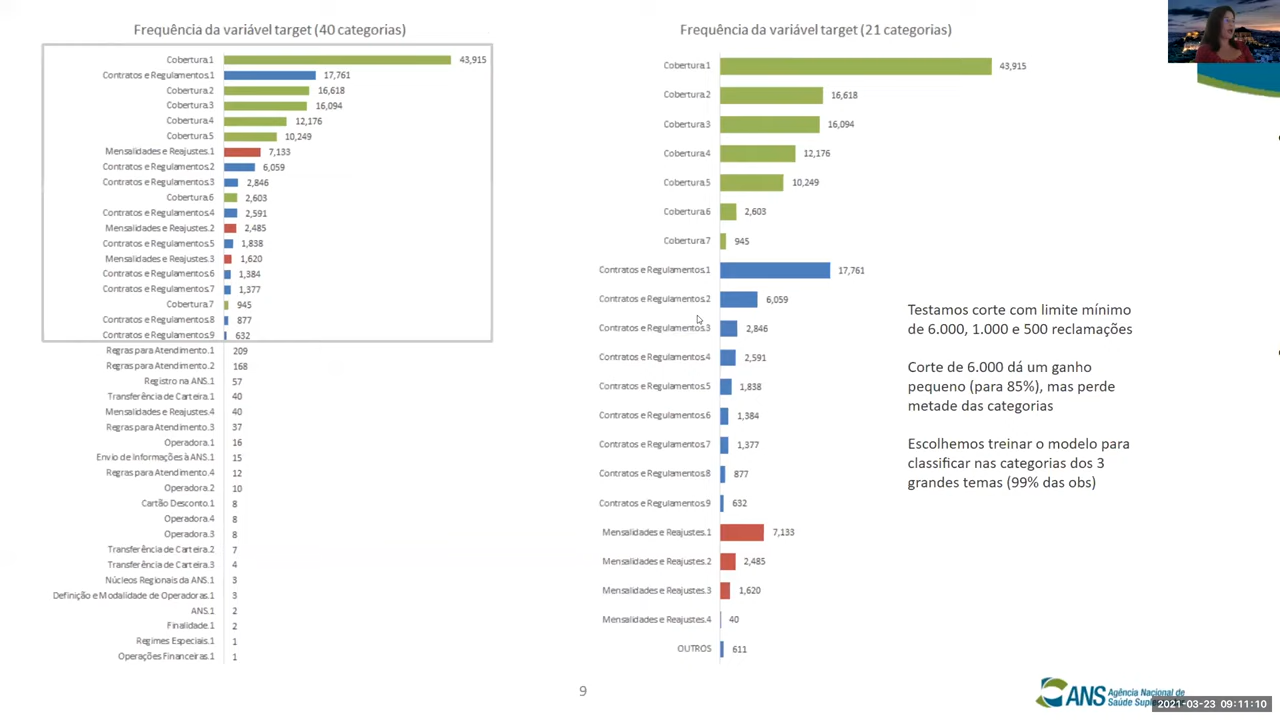 Frequência da variável target (40 categorias)
Cobertura.1 43,915
Contratos e Regulamentos.1 17,761
Cobertura.2 16,618
Cobertura.3 16,094
Cobertura.4 12,176
Cobertura.5 10,249
Mensalidades e Reajustes.1 7,133
Contratos e Regulamentos.2 6,059
Contratos e Regulamentos.3 2,846
Cobertura.6 2,603
Contratos e Regulamentos.4 2,591
Mensalidades e Reajustes.2 2,485
Contratos e Regulamentos.5 1,838
Mensalidades e Reajustes.3 1,620
Contratos e Regulamentos.6 1,384
Contratos e Regulamentos.7 1,377
Cobertura.7 945
Contratos e Regulamentos.8 877
Contratos e Regulamentos.9 632
Regras para Atendimento.1 209
Regras para Atendimento.2 168
Registro na ANS.1 57
Transferência de Carteira.1 40
Mensalidades e Reajustes.4 40
Regras para Atendimento.3 37
Operadora.1 16
Envio de Informações à ANS.1 15
Regras para Atendimento.4 12
Operadora.2 10
Cartão Desconto.1 8
Operadora.4 8
Operadora.3 8
Transferência de Carteira.2 7
Transferência de Carteira.3 4
Núcleos Regionais da ANS.1 3
Definição e Modalidade de Operadoras.1 3
ANS.1 2
Finalidade.1 2
Regimes Especiais.1 1
Operações Financeiras.1 1
Frequência da variável target (21 categorias)
Cobertura.1 43,915
Cobertura.2 16,618
Cobertura.3 16,094
Cobertura.4 12,176
Cobertura.5 10,249
Cobertura.6 2,603
Cobertura.7 945
Contratos e Regulamentos.1 17,761
Contratos e Regulamentos.2 6,059
Contratos e Regulamentos.3 2,846
Contratos e Regulamentos.4 2,591
Contratos e Regulamentos.5 1,838
Contratos e Regulamentos.6 1,384
Contratos e Regulamentos.7 1,377
Contratos e Regulamentos.8 877
Contratos e Regulamentos.9 632
Mensalidades e Reajustes.1 7,133
Mensalidades e Reajustes.2 2,485
Mensalidades e Reajustes.3 1,620
Mensalidades e Reajustes.4 40
OUTROS 611
Testamos corte com limite mínimo
de 6.000, 1.000 e 500 reclamações
Corte de 6.000 dá um ganho
pequeno (para 85%), mas perde
metade das categorias
Escolhemos treinar o modelo para
classificar nas categorias dos 3
grandes temas (99% das obs)
9
ANS Agência Nacional de
Saúde
2021-03-23 09:11:10